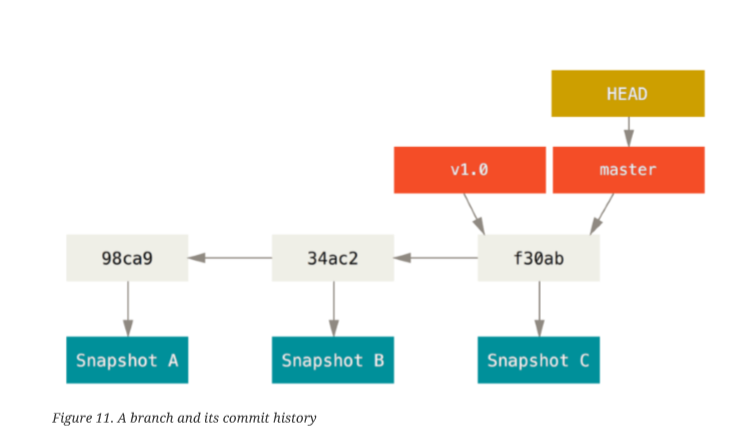 HEAD
v1.0
master
98ca9
34ac2
f30ab
Snapshot A
Snapshot B
Snapshot C
Figure 11. A branch and its commit history